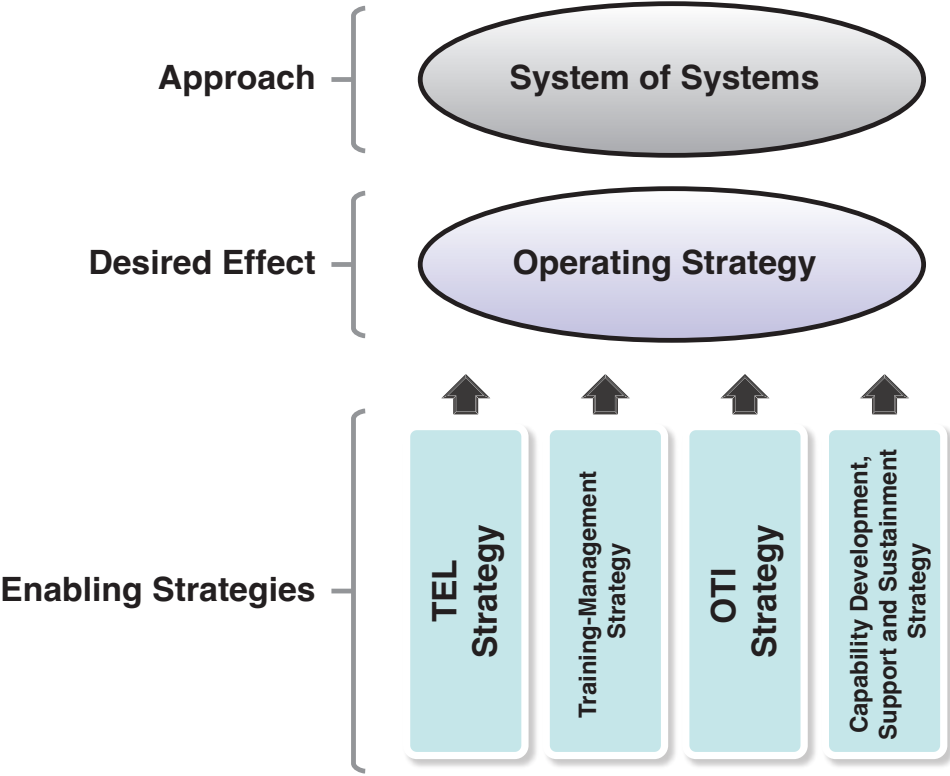 Approach
System of Systems
Desired Effect
Operating Strategy
Enabling Strategies
TEL
Strategy
Training-Management
Strategy
OTI
Strategy
Capability Development,
Support and Sustainment
Strategy